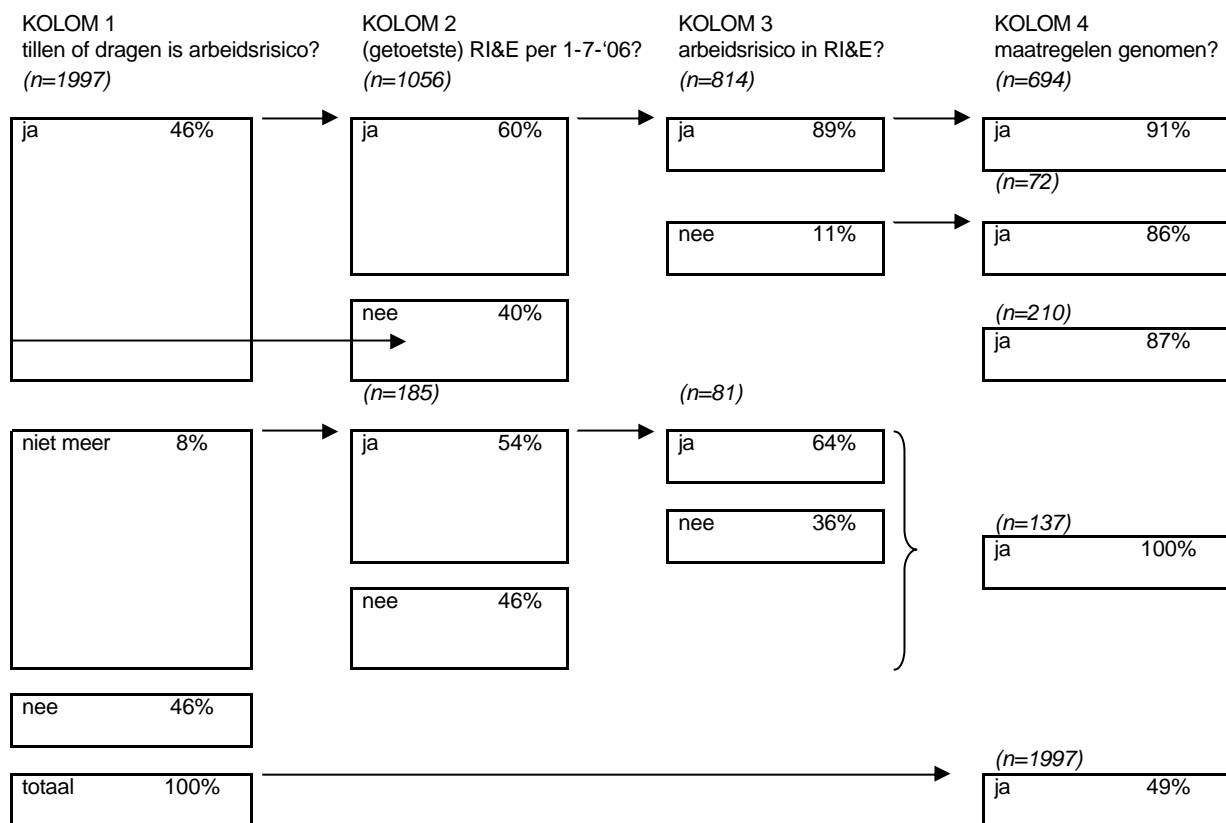 KOLOM 1
tillen of dragen is arbeidsrisico?
(n=1997)
KOLOM 2
(getoetste) RI&E per 1-7-‘06?
(n=1056)
KOLOM 3
arbeidsrisico in RI&E?
(n=814)
KOLOM 4
maatregelen genomen?
(n=694)
ja 46%
ja 60%
ja 89%
ja 91%
(n=72)
nee 11%
ja 86%
nee 40%
(n=210)
ja 87%
(n=185)
(n=81)
niet meer 8%
ja 54%
ja 64%
nee 36%
(n=137)
ja 100%
nee 46%
nee 46%
(n=1997)
totaal 100%
ja 49%